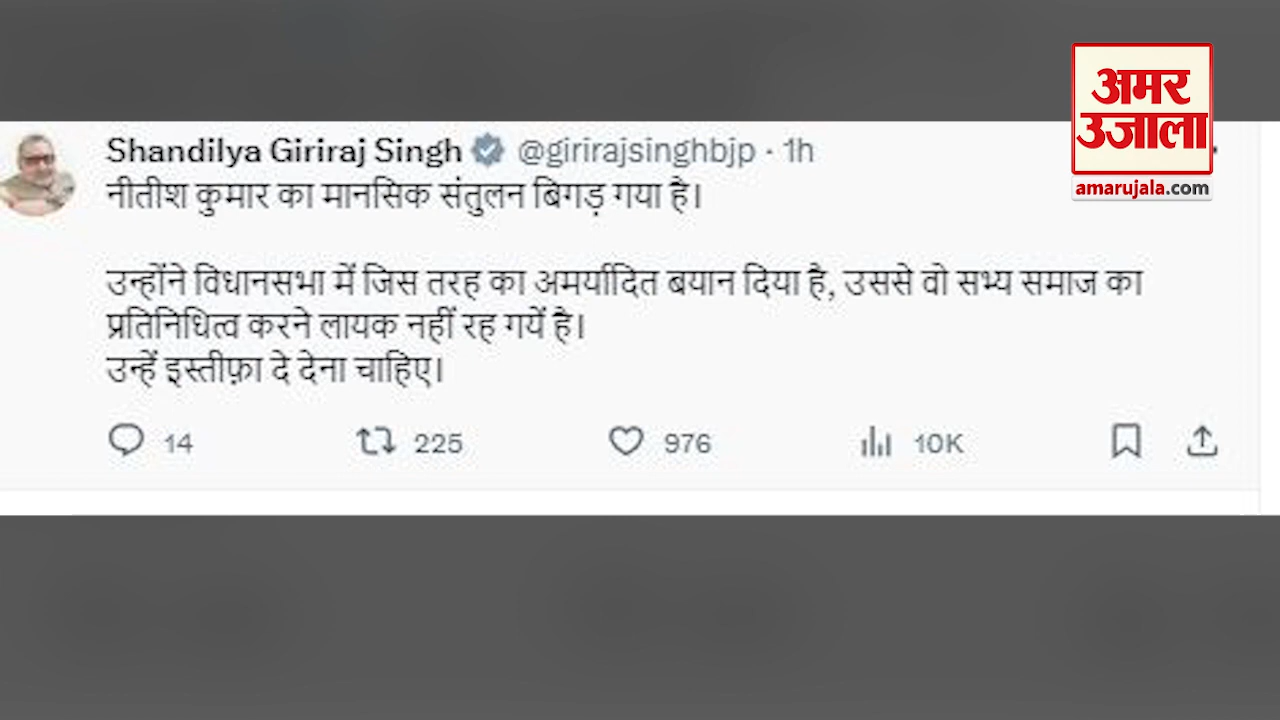 अमर
उजाला
amarujala.com
Shandilya Giriraj Singh @girirajsinghbjp · 1h
नीतीश कुमार का मानसिक संतुलन बिगड़ गया है।
उन्होंने विधानसभा में जिस तरह का अमर्यादित बयान दिया है, उससे वो सभ्य समाज का
प्रतिनिधित्व करने लायक नहीं रह गयें है।
उन्हें इस्तीफ़ा दे देना चाहिए।
14 225 976 10K